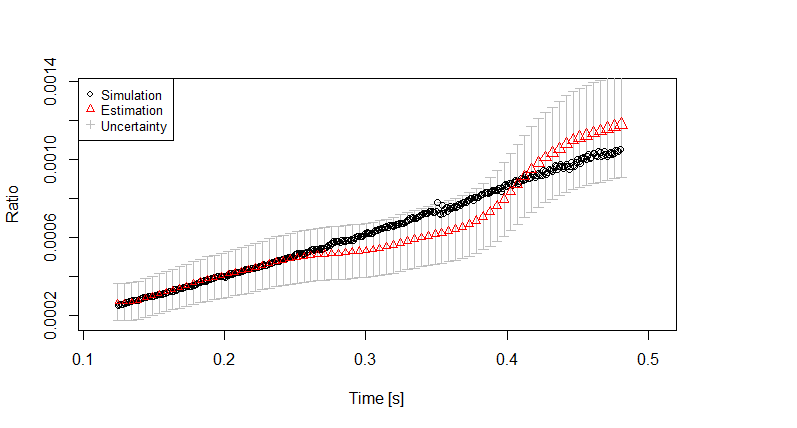 Ratio
0.0014
0.0010
0.0006
0.0002
Simulation
Estimation
Uncertainty
0.1 0.2 0.3 0.4 0.5
Time [s]